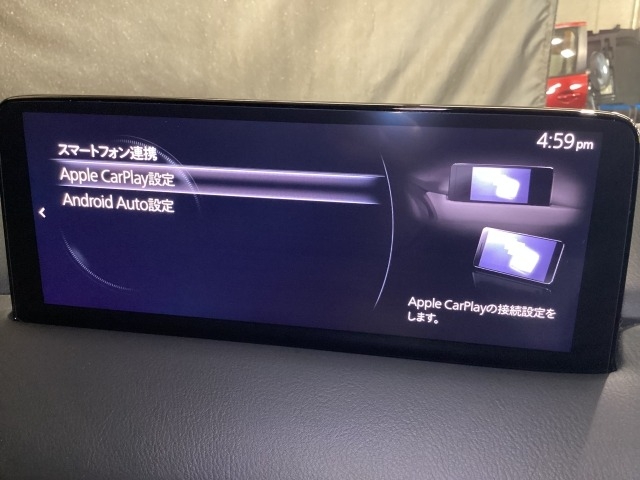 4:59pm
スマートフォン連携
Apple CarPlay設定
Android Auto設定
Apple CarPlayの接続設定を
します。